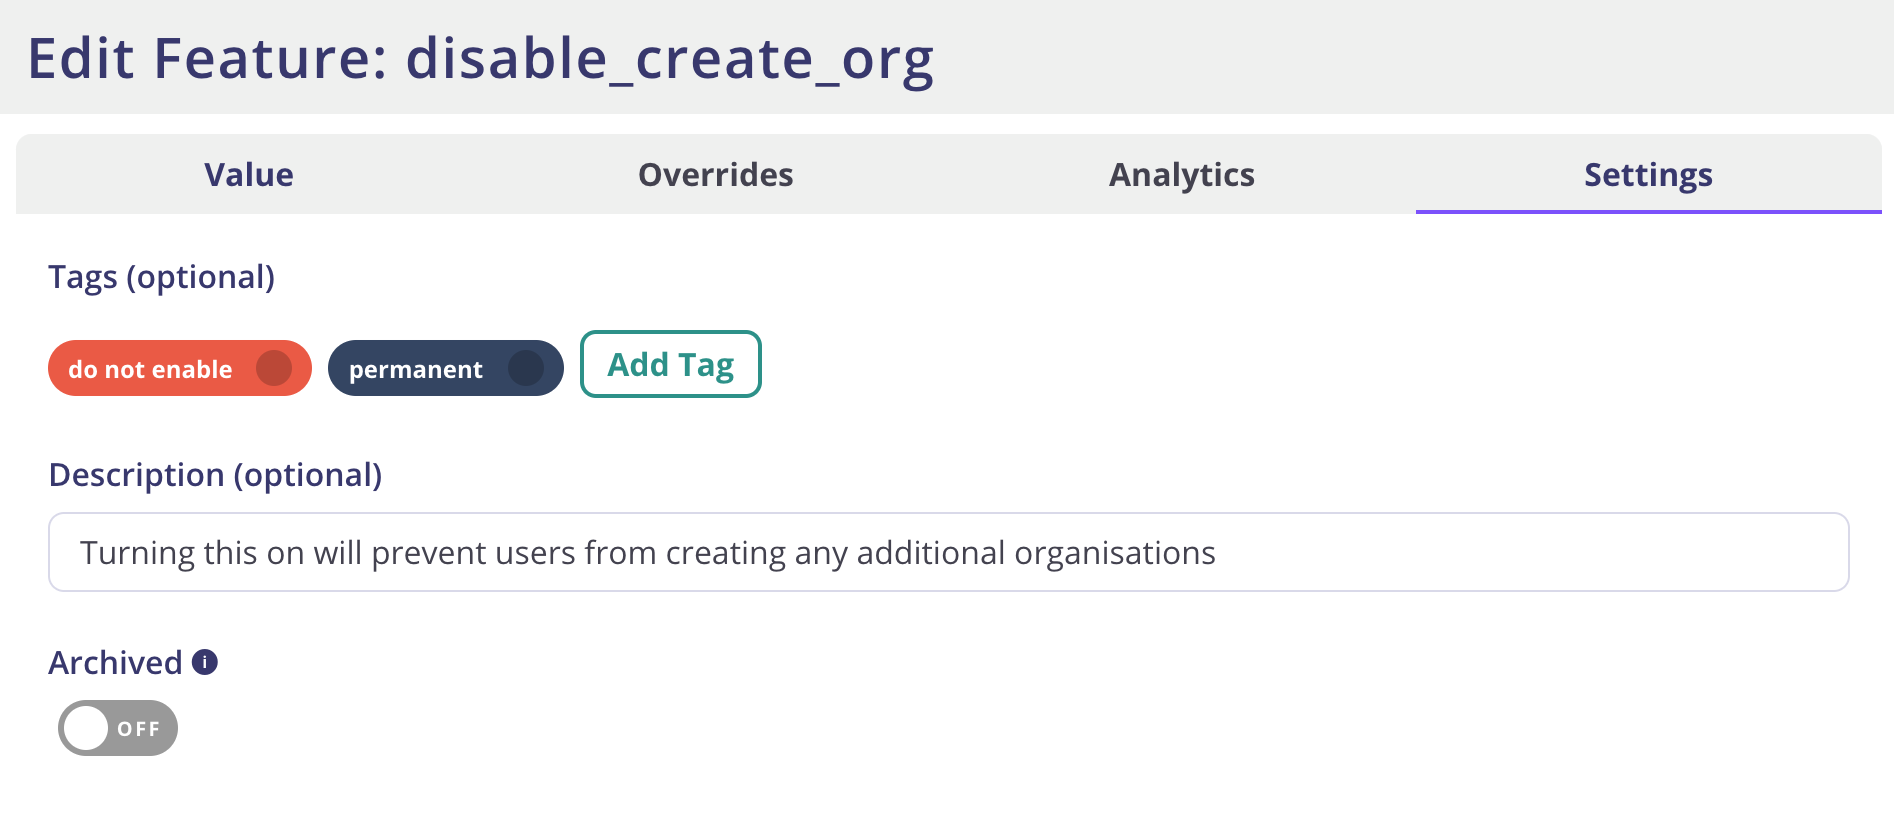 Edit Feature: disable_create_org
Value Overrides Analytics Settings
Tags (optional)
do not enable permanent Add Tag
Description (optional)
Turning this on will prevent users from creating any additional organisations
Archived i
OFF